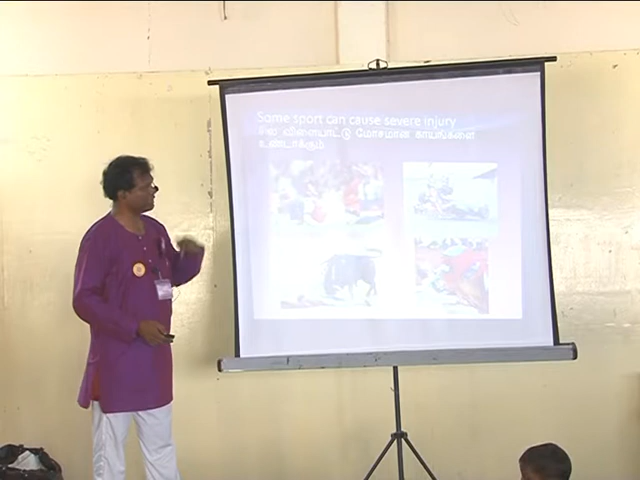 Some sport can cause severe injury
சில விளையாட்டு மோசமான காயங்களை
உண்டாக்கும்